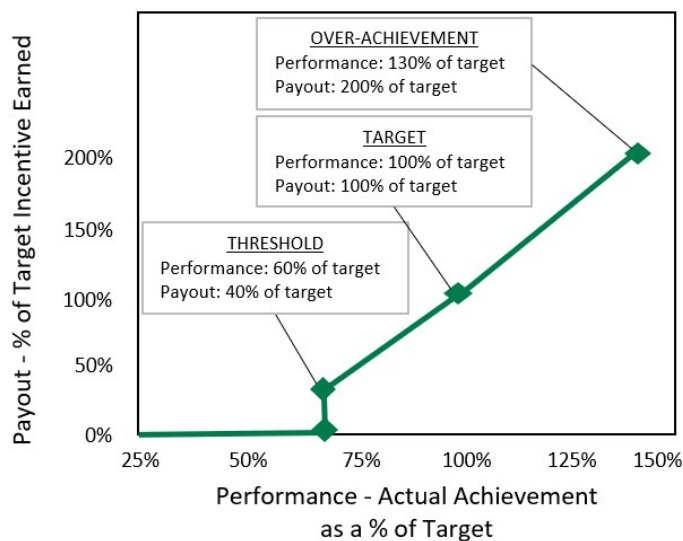 OVER-ACHIEVEMENT
Performance: 130% of target
Payout: 200% of target
TARGET
Performance: 100% of target
Payout: 100% of target
THRESHOLD
Performance: 60% of target
Payout: 40% of target
Payout - % of Target Incentive Earned
200%
150%
100%
50%
0%
25% 50% 75% 100% 125% 150%
Performance - Actual Achievement
as a % of Target